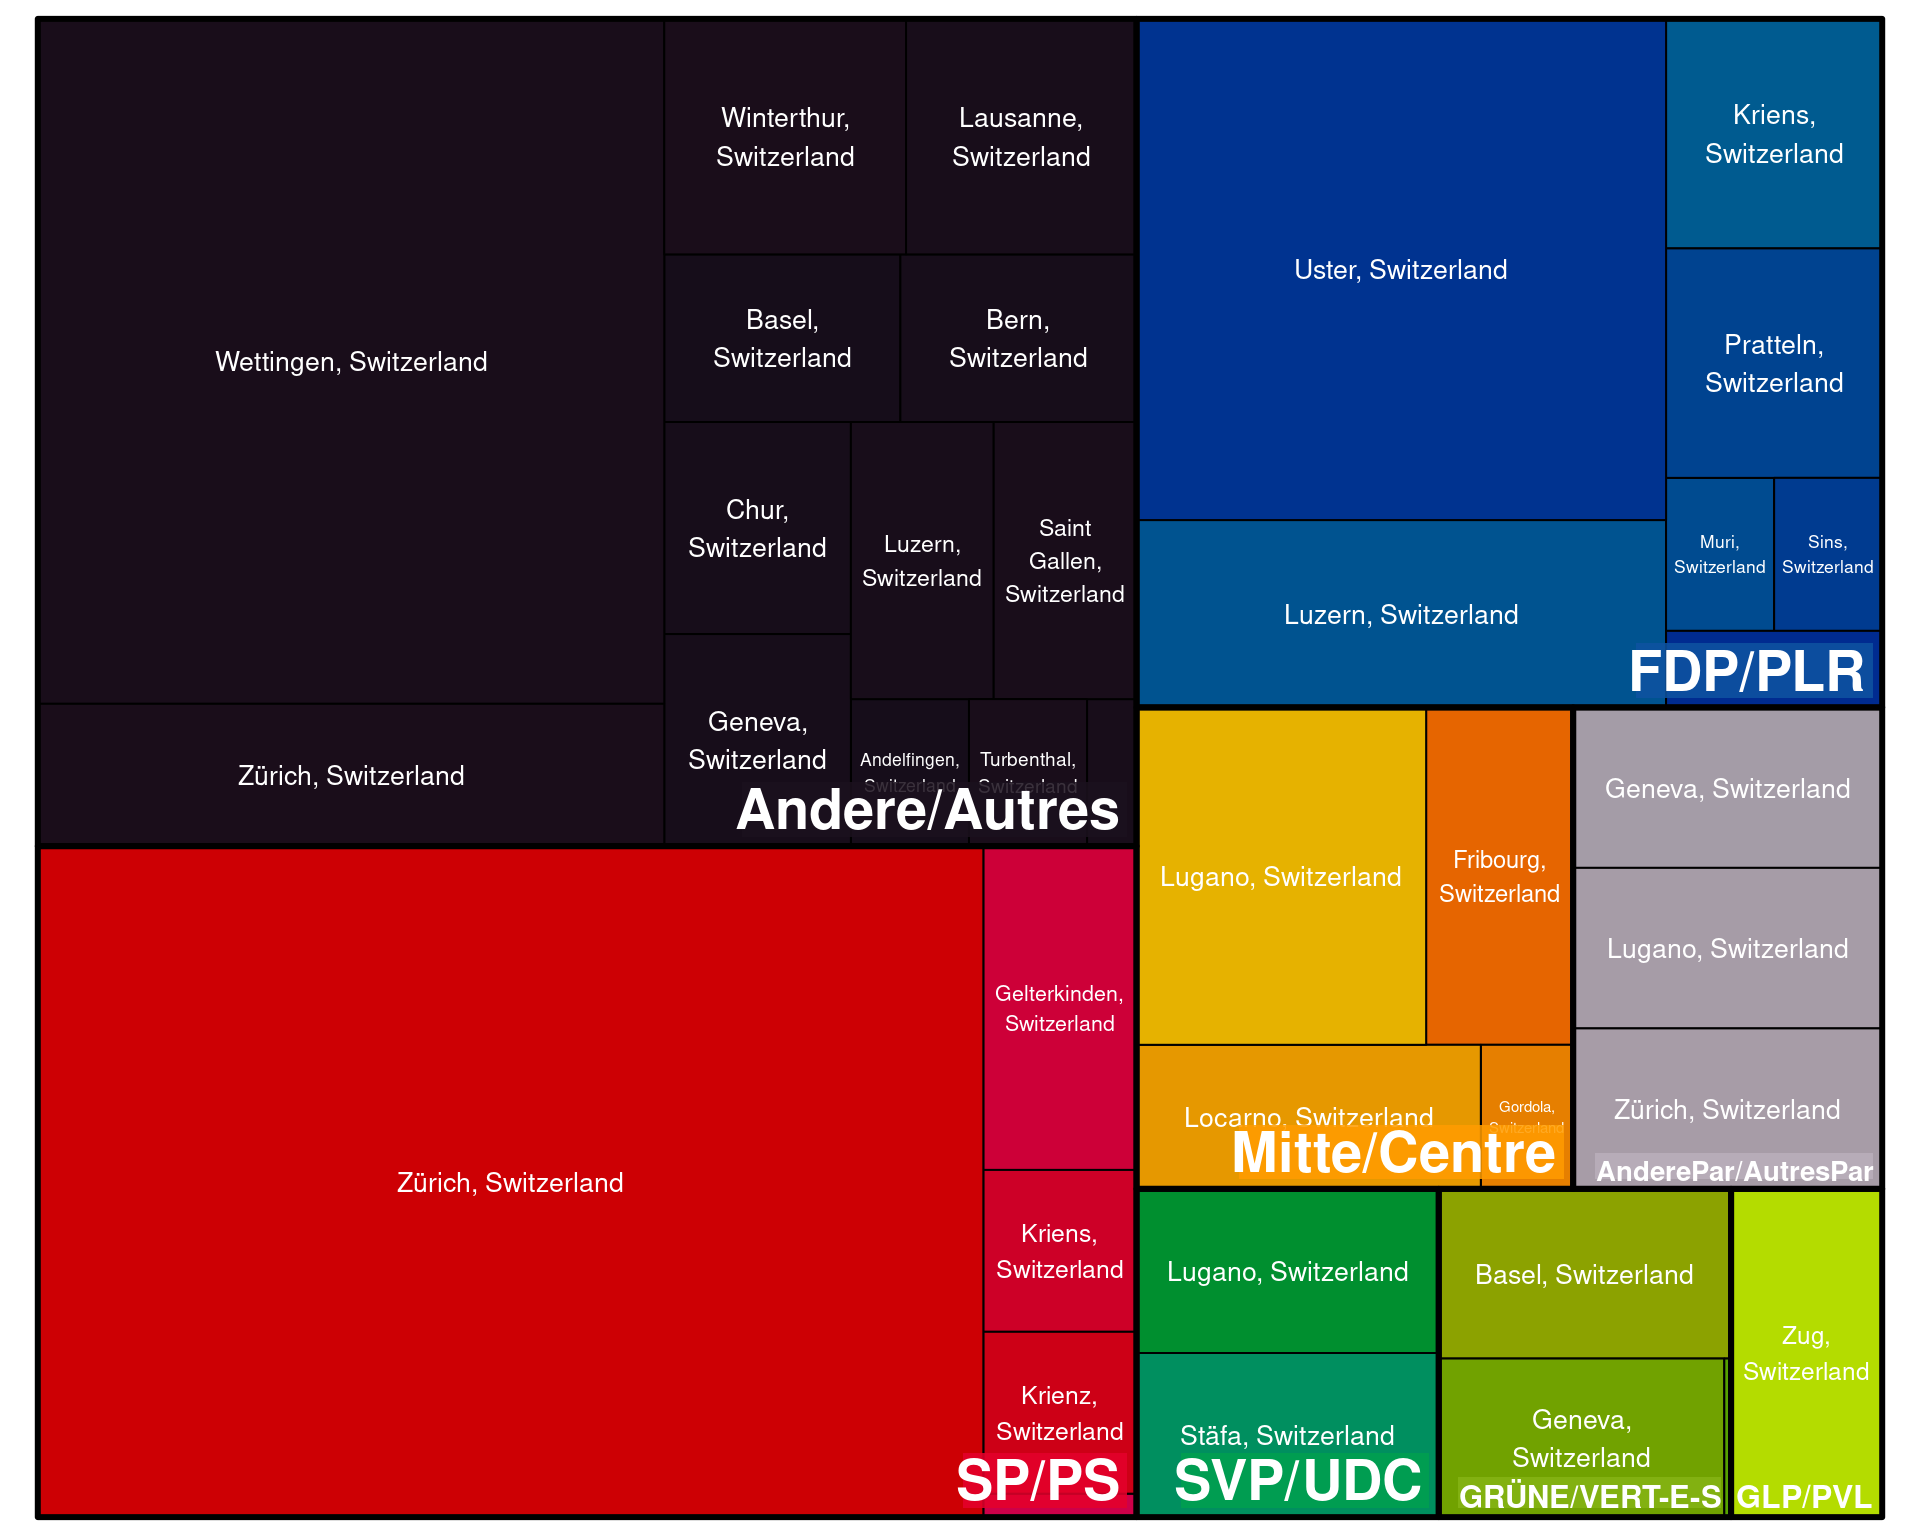 Wettingen, Switzerland
Zürich, Switzerland
Winterthur,
Switzerland
Lausanne,
Switzerland
Basel,
Switzerland
Bern,
Switzerland
Chur,
Switzerland
Luzern,
Switzerland
Saint
Gallen,
Switzerland
Geneva,
Switzerland
Andelfingen,
Switzerland
Turbenthal,
Switzerland
Andere/Autres
Zürich, Switzerland
Gelterkinden,
Switzerland
Kriens,
Switzerland
Krienz,
Switzerland
SP/PS
Uster, Switzerland
Luzern, Switzerland
Kriens,
Switzerland
Pratteln,
Switzerland
Muri,
Switzerland
Sins,
Switzerland
FDP/PLR
Lugano, Switzerland
Fribourg,
Switzerland
Locarno, Switzerland
Gordola,
Switzerland
Mitte/Centre
Geneva, Switzerland
Lugano, Switzerland
Zürich, Switzerland
AnderePar/AutresPar
Lugano, Switzerland
Stäfa, Switzerland
SVP/UDC
Basel, Switzerland
Geneva,
Switzerland
GRÜNE/VERT-E-S
Zug,
Switzerland
GLP/PVL